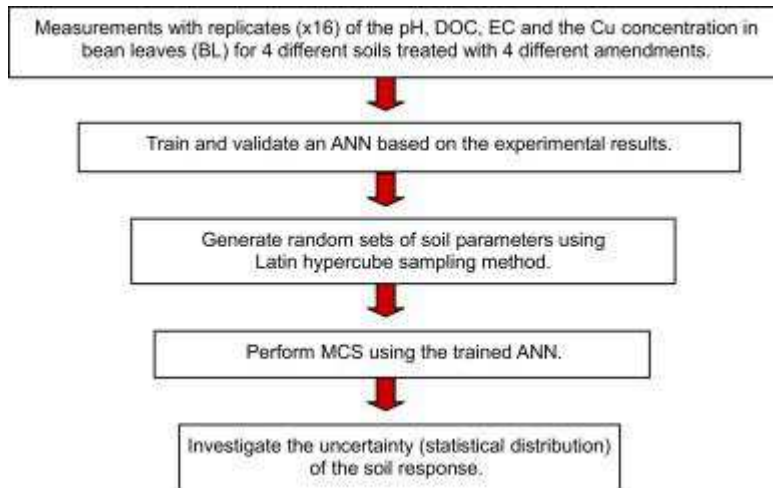 Measurements with replicates (x16) of the pH, DOC, EC and the Cu concentration in
bean leaves (BL) for 4 different soils treated with 4 different amendments.
Train and validate an ANN based on the experimental results.
Generate random sets of soil parameters using
Latin hypercube sampling method.
Perform MCS using the trained ANN.
Investigate the uncertainty (statistical distribution)
of the soil response.